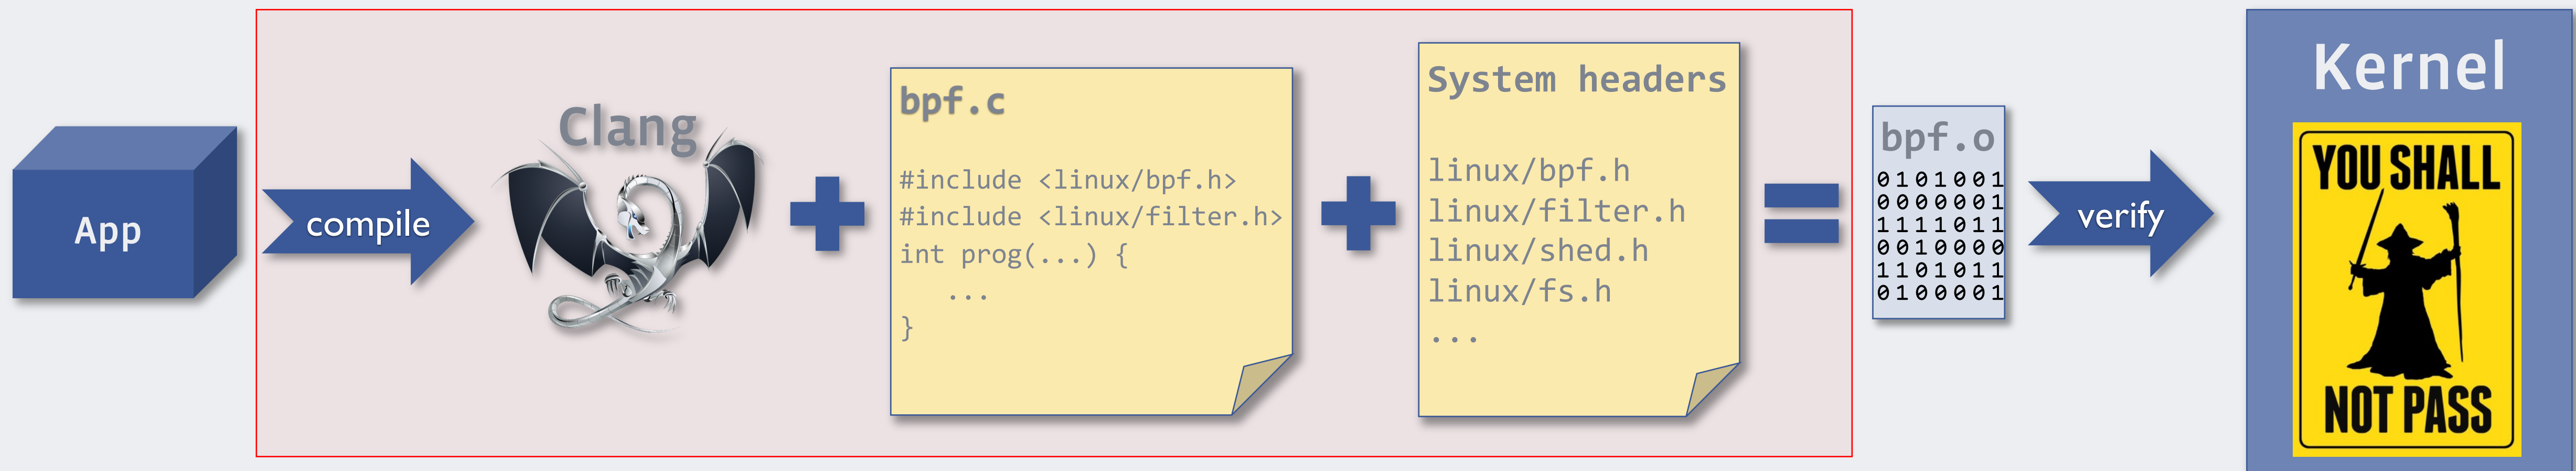 App
compile
Clang
bpf.c
#include <linux/bpf.h>
#include <linux/filter.h>
int prog(...) {
...
}
System headers
linux/bpf.h
linux/filter.h
linux/shed.h
linux/fs.h
...
bpf.o
0101001
0000001
1111011
0010000
1101011
0100001
verify
Kernel
YOU SHALL
NOT PASS